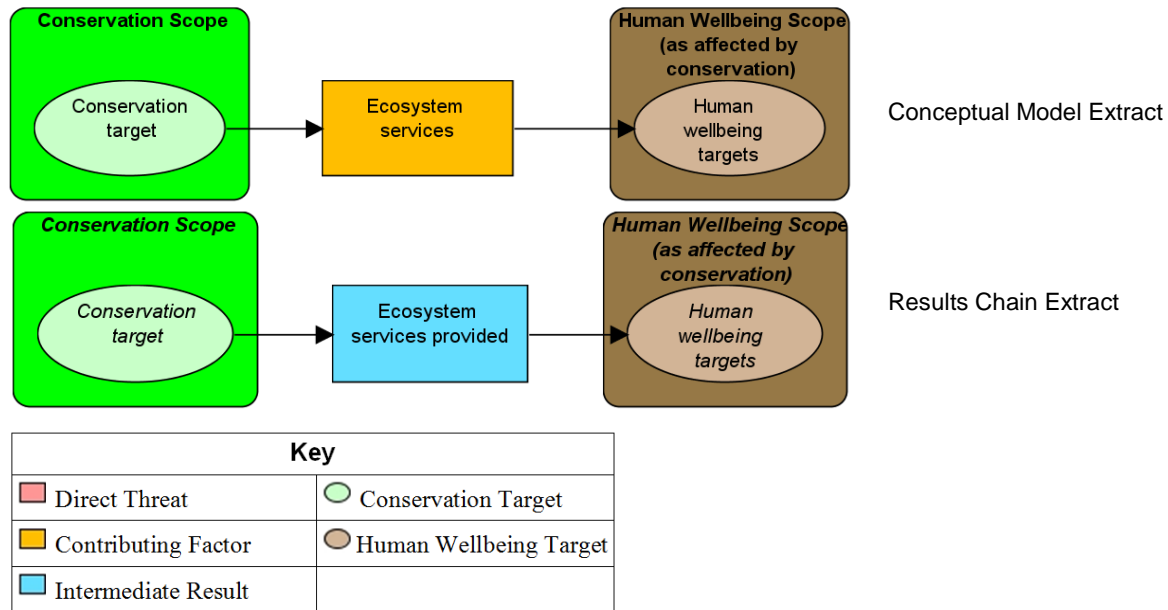 Conservation Scope
Conservation
target
Ecosystem
services
Human Wellbeing Scope
(as affected by
conservation)
Human
wellbeing
targets
Conceptual Model Extract
Conservation Scope
Conservation
target
Ecosystem
services provided
Human Wellbeing Scope
(as affected by
conservation)
Human
wellbeing
targets
Results Chain Extract
Key
Direct Threat
Conservation Target
Contributing Factor
Human Wellbeing Target
Intermediate Result